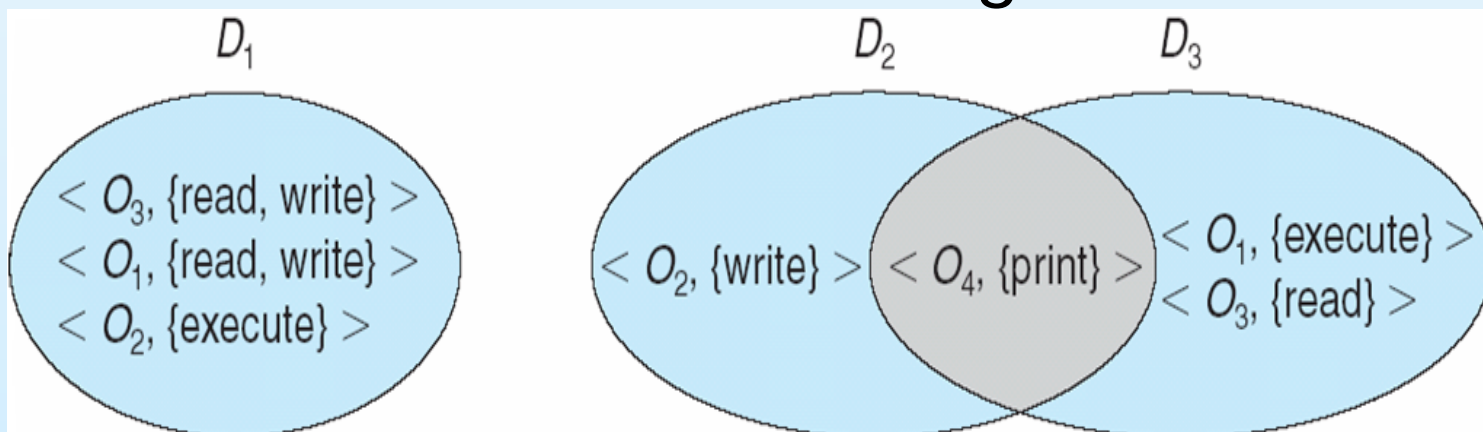 D₁
D₂
D₃
< O₃, {read, write} >
< O₁, {read, write} >
< O₂, {execute} >
< O₂, {write} >
< O₄, {print} >
< O₁, {execute} >
< O₃, {read} >